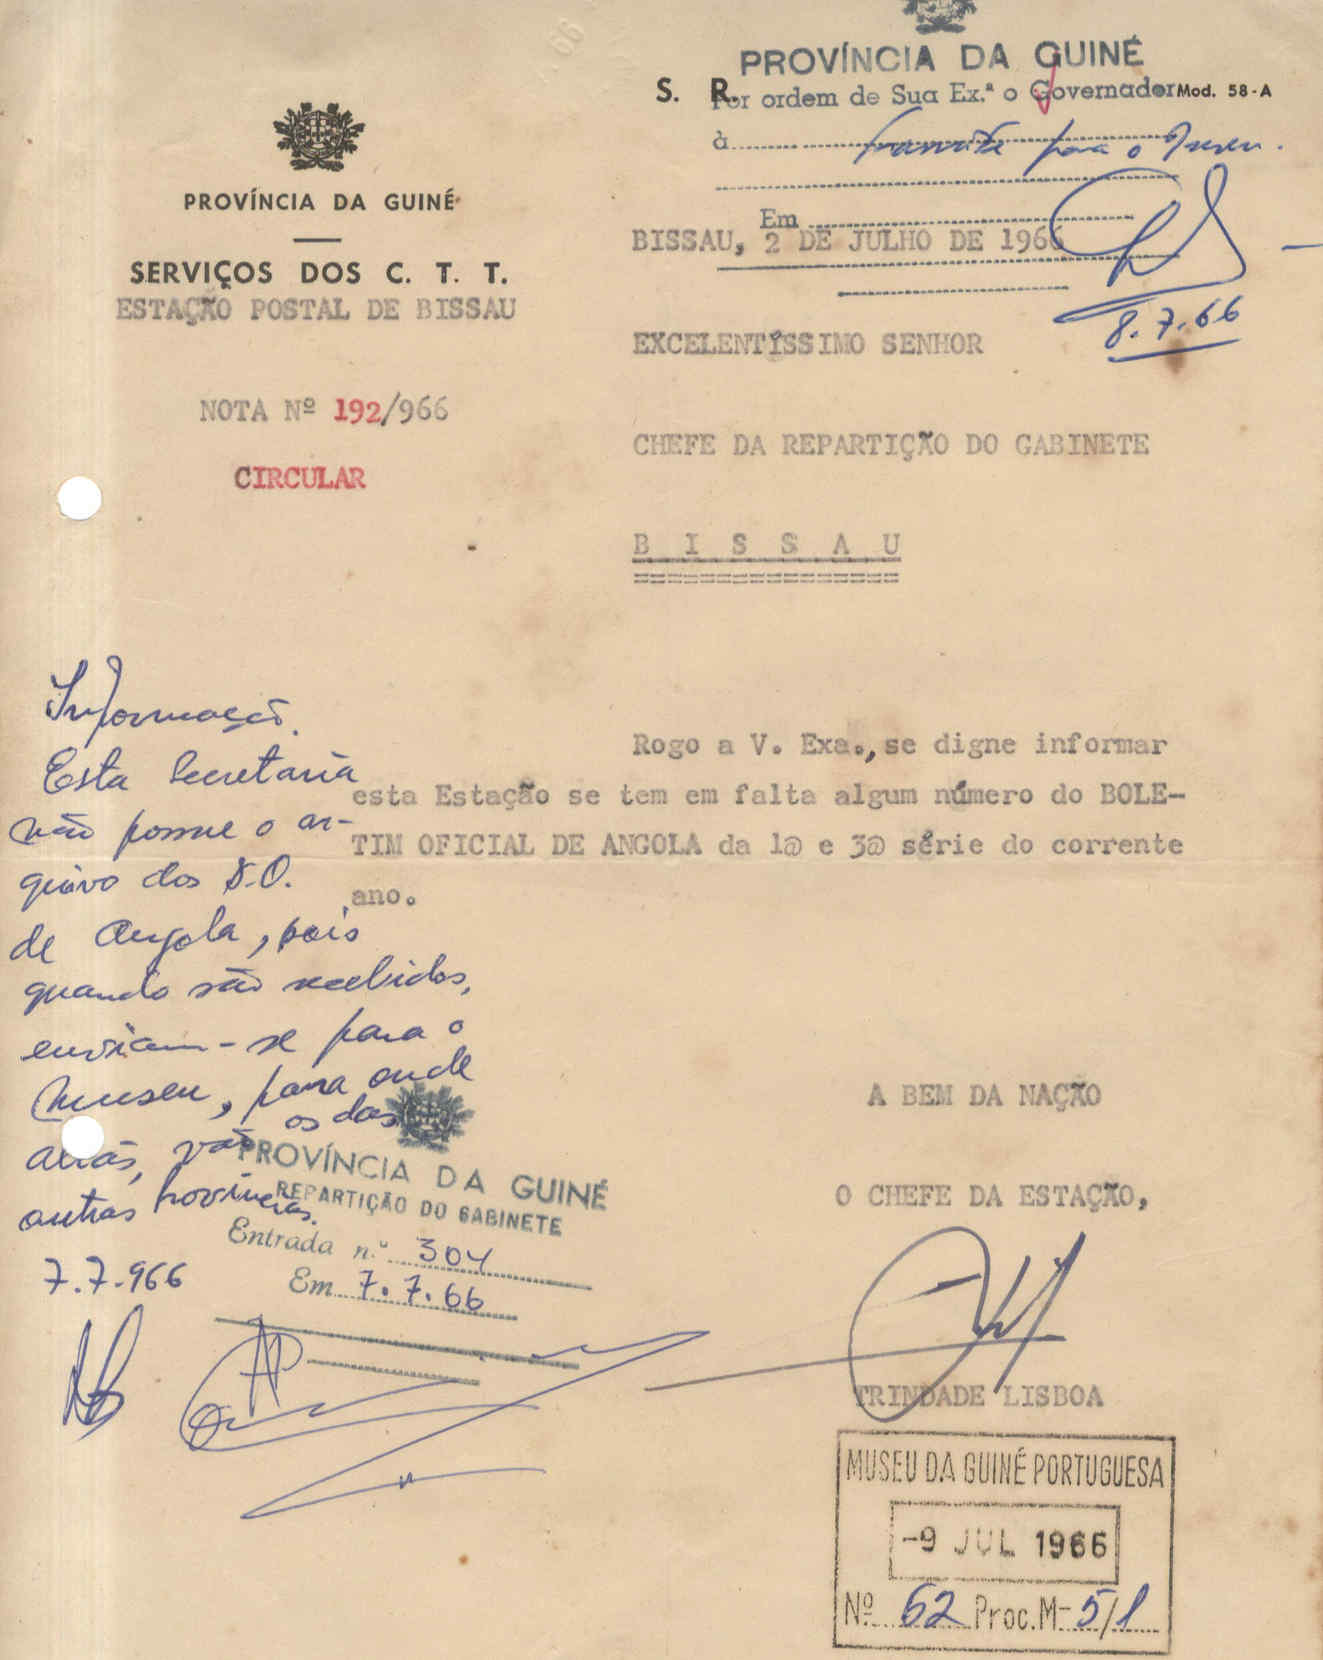 PROVÍNCIA DA GUINÉ
S. R. Mod. 58-A
Por ordem de Sua Ex.ª o Governador
à
para o Museu.
Em
8.7.66
PROVÍNCIA DA GUINÉ
SERVIÇOS DOS C. T. T.
ESTAÇÃO POSTAL DE BISSAU
NOTA Nº 192/966
CIRCULAR
BISSAU, 2 DE JULHO DE 1966
EXCELENTÍSSIMO SENHOR
CHEFE DA REPARTIÇÃO DO GABINETE
B I S S A U
=================
Rogo a V. Exa., se digne informar
esta Estação se tem em falta algum número do BOLE-
TIM OFICIAL DE ANGOLA da 1@ e 3@ série do corrente
ano.
A BEM DA NAÇÃO
O CHEFE DA ESTAÇÃO,
TRINDADE LISBOA
Informação.
Esta Secretaria
não possue o ar-
quivo dos B.O.
de Angola, pois
quando são recebidos,
enviam-se para o
Museu, para onde
aliás, vão os das
outras Províncias.
7.7.966
PROVÍNCIA DA GUINÉ
REPARTIÇÃO DO GABINETE
Entrada n.º 304
Em 7.7.66
MUSEU DA GUINÉ PORTUGUESA
-9 JUL 1966
Nº 62 Proc. M- 5/1